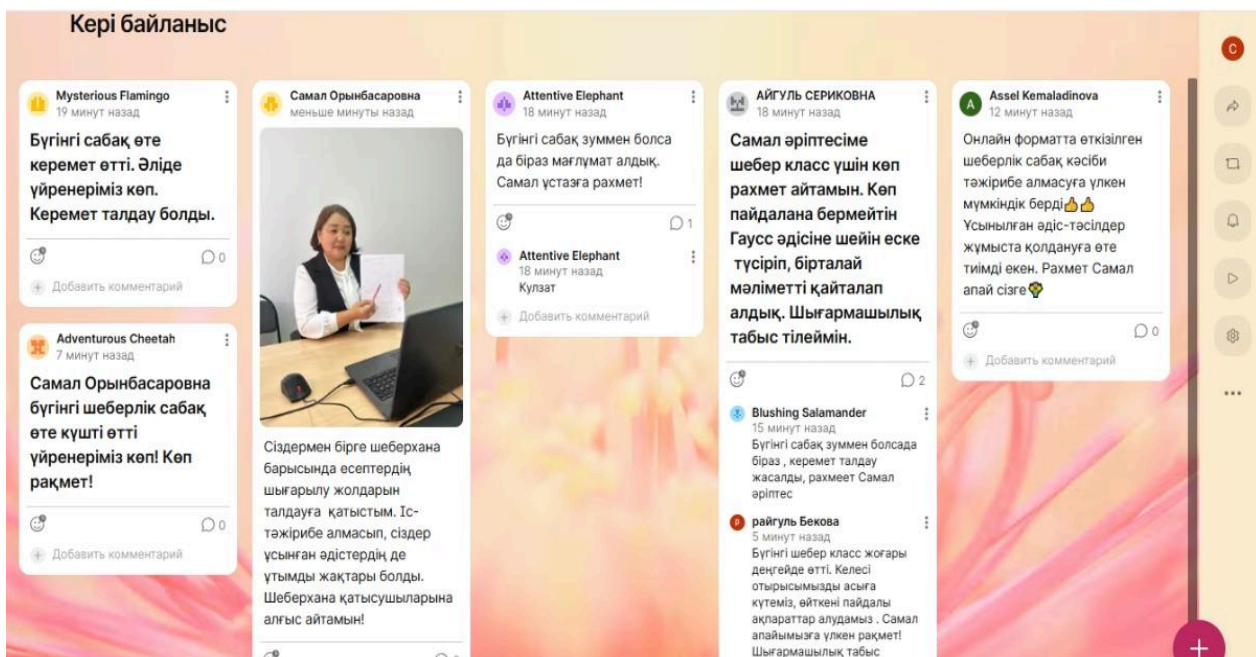 Кері байланыс
Mysterious Flamingo
19 минут назад
Бүгінгі сабақ өте
керемет өтті. Әліде
үйренеріміз көп.
Керемет талдау болды.
0
Добавить комментарий
Adventurous Cheetah
7 минут назад
Самал Орынбасаровна
бүгінгі шеберлік сабақ
өте күшті өтті
үйренеріміз көп! Көп
рақмет!
0
Добавить комментарий
Самал Орынбасаровна
меньше минуты назад
Сіздермен бірге шеберхана
барысында есептердің
шығарылу жолдарын
талдауға қатыстым. Іс-
тәжірибе алмасып, сіздер
ұсынған әдістердің де
ұтымды жақтары болды.
Шеберхана қатысушыларына
алғыс айтамын!
Attentive Elephant
18 минут назад
Бүгінгі сабақ зуммен болса
да біраз мағлұмат алдық.
Самал ұстазға рахмет!
1
Attentive Elephant
18 минут назад
Кулзат
Добавить комментарий
АЙГУЛЬ СЕРИКОВНА
18 минут назад
Самал әріптесіме
шебер класс үшін көп
рахмет айтамын. Көп
пайдалана бермейтін
Гаусс әдісіне шейін еске
түсіріп, бірталай
мәліметті қайталап
алдық. Шығармашылық
табыс тілеймін.
2
Blushing Salamander
15 минут назад
Бүгінгі сабақ зуммен болсада
біраз , керемет талдау
жасалды, рахмеет Самал
әріптес
р
райгуль Бекова
5 минут назад
Бүгінгі шебер класс жоғары
деңгейде өтті. Келесі
отырысымызды асыға
күтеміз, өйткені пайдалы
ақпараттар алудамыз . Самал
апайымызға үлкен рақмет!
Шығармашылық табыс
A
Assel Kemaladinova
12 минут назад
Онлайн форматта өткізілген
шеберлік сабақ кәсіби
тәжірибе алмасуға үлкен
мүмкіндік берді👍👍
Ұсынылған әдіс-тәсілдер
жұмыста қолдануға өте
тиімді екен. Рахмет Самал
апай сізге💐
0
Добавить комментарий
C